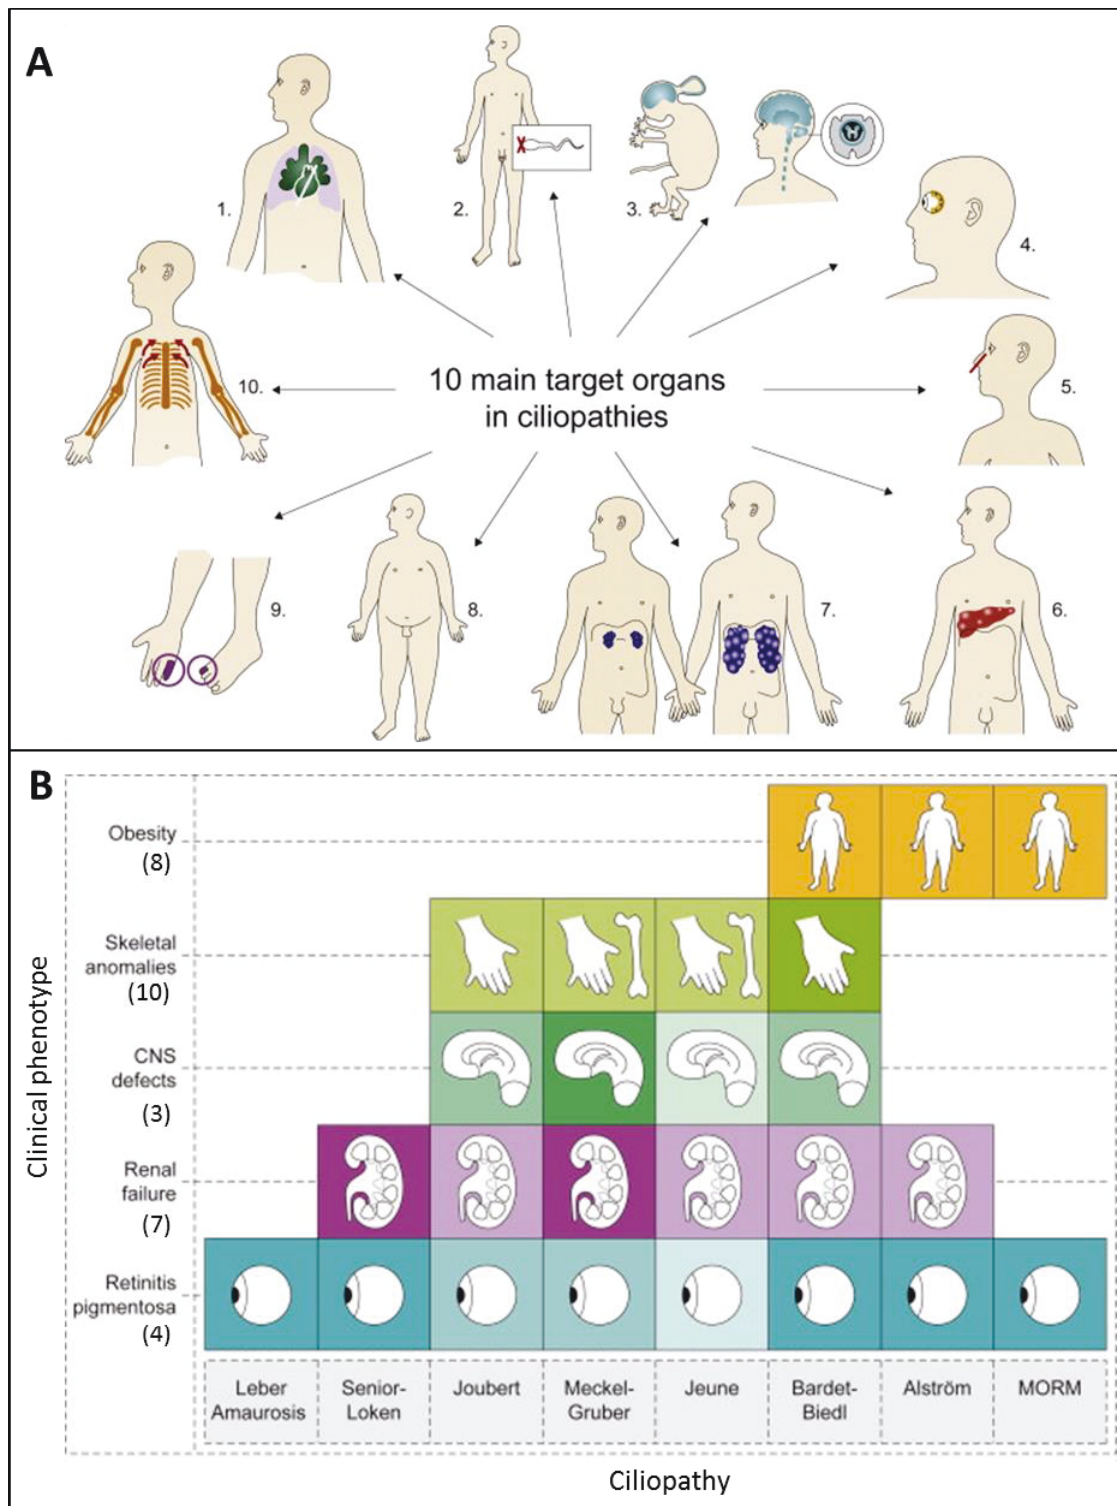 A
1.
2.
3.
4.
10 main target organs
in ciliopathies
5.
10.
9.
8.
7.
6.
B
Clinical phenotype
Obesity
(8)
Skeletal
anomalies
(10)
CNS
defects
(3)
Renal
failure
(7)
Retinitis
pigmentosa
(4)
Leber
Amaurosis
Senior-
Loken
Joubert
Meckel-
Gruber
Jeune
Bardet-
Biedl
Alström
MORM
Ciliopathy